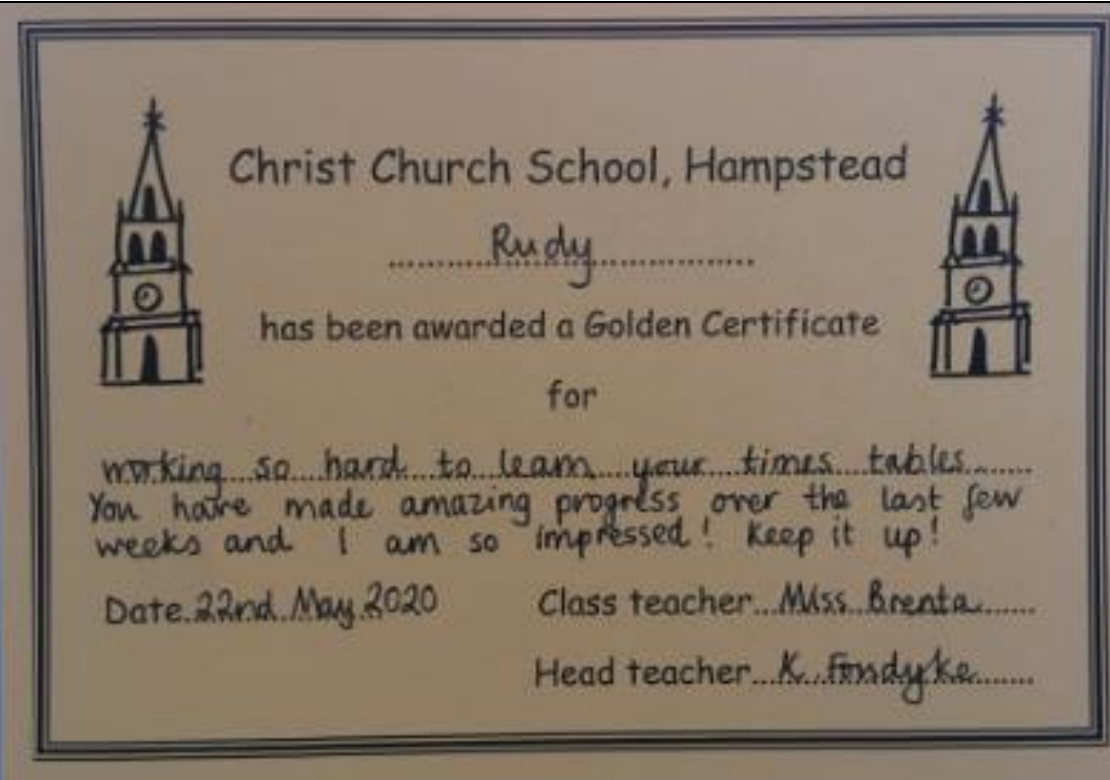 Christ Church School, Hampstead
Rudy
has been awarded a Golden Certificate
for
working so hard to learn your times tables
You have made amazing progress over the last few
weeks and I am so impressed! Keep it up!
Date 22nd May 2020 Class teacher Miss Brenta
Head teacher K Fondyke